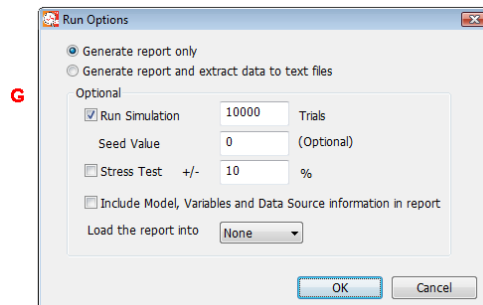 Run Options
Generate report only
Generate report and extract data to text files
G
Optional
Run Simulation 10000 Trials
Seed Value 0 (Optional)
Stress Test +/- 10 %
Include Model, Variables and Data Source information in report
Load the report into None
OK Cancel